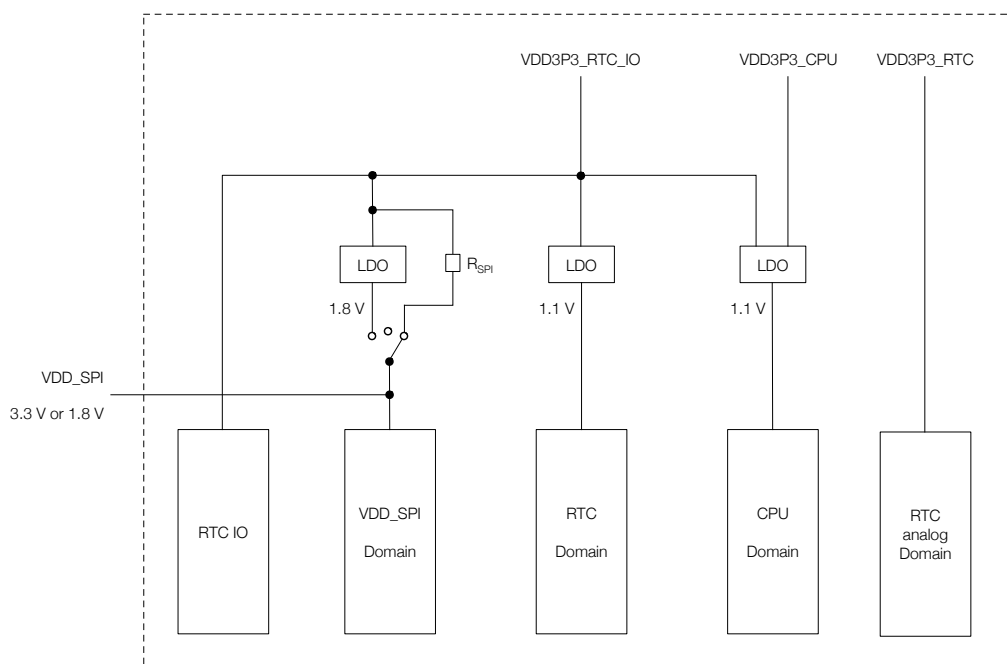 VDD3P3_RTC_IO
VDD3P3_CPU
VDD3P3_RTC
LDO
R_SPI
LDO
LDO
1.8 V
1.1 V
1.1 V
VDD_SPI
3.3 V or 1.8 V
RTC IO
VDD_SPI
Domain
RTC
Domain
CPU
Domain
RTC
analog
Domain